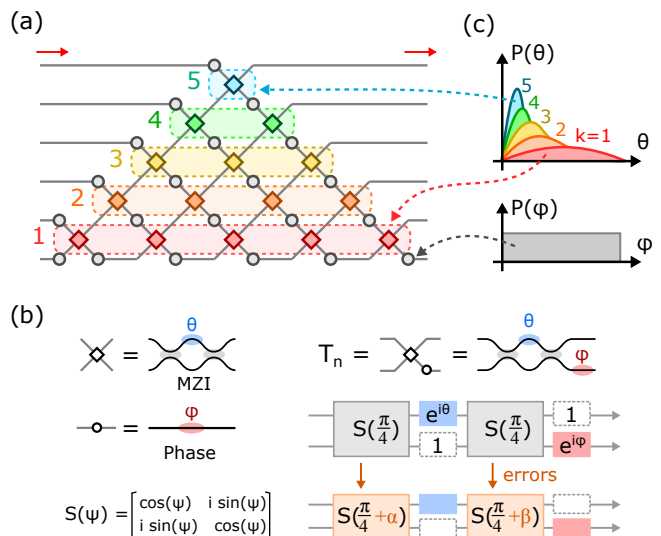 (a)
5
4
3
2
1
(c)
P(θ)
5
4
3
2
k=1
θ
P(φ)
φ
(b)
θ
=
MZI
φ
=
Phase
S(ψ) = [cos(ψ) i sin(ψ)
i sin(ψ) cos(ψ)]
θ
Tₙ = =
φ
S(π/4) e^{iθ} S(π/4) 1
1 e^{iφ}
errors
S(π/4 +α) S(π/4 +β)